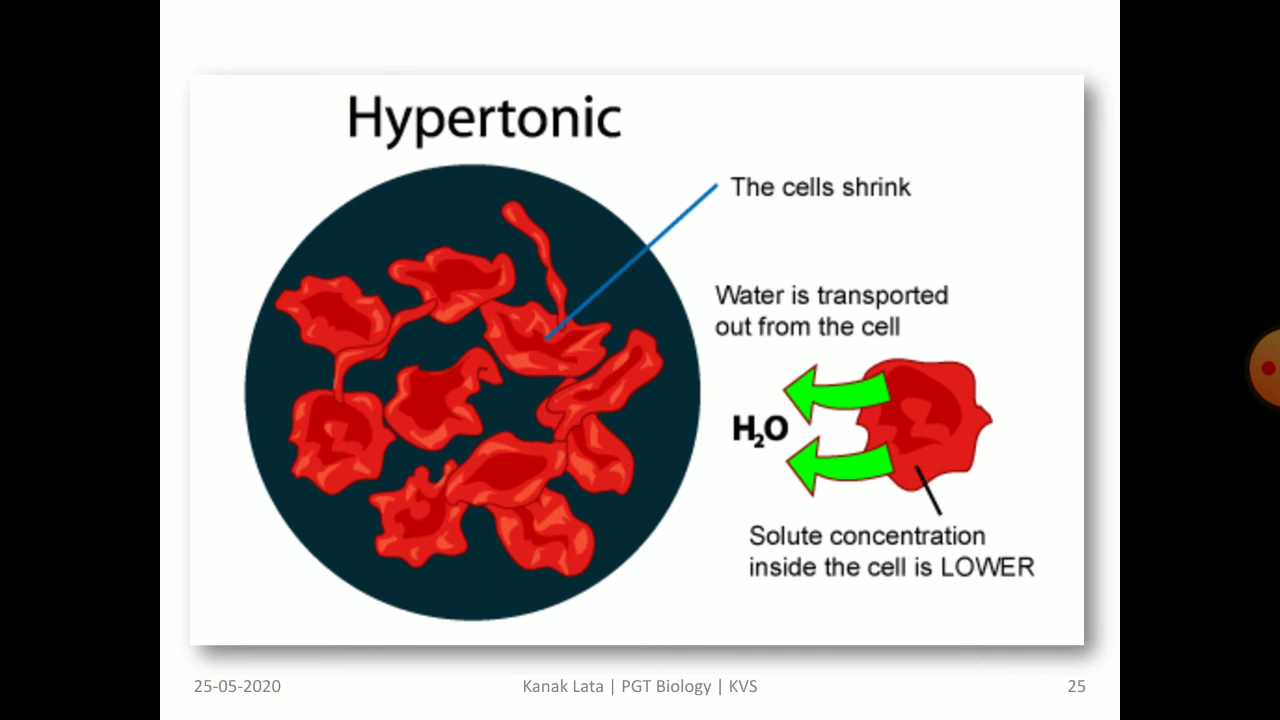 Hypertonic
The cells shrink
Water is transported
out from the cell
H₂O
Solute concentration
inside the cell is LOWER
25-05-2020
Kanak Lata | PGT Biology | KVS
25